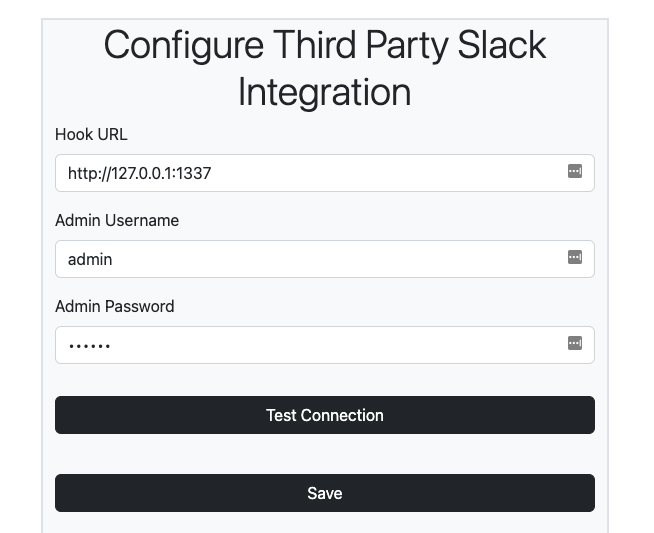 Configure Third Party Slack
Integration
Hook URL
http://127.0.0.1:1337
Admin Username
admin
Admin Password
••••••
Test Connection
Save